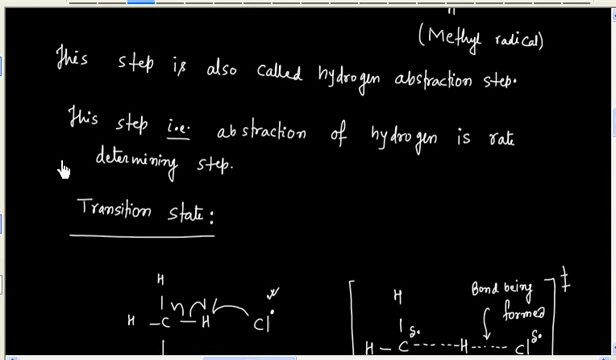 H
(Methyl radical)
This step is also called hydrogen abstraction step.
This step i.e. abstraction of hydrogen is rate
determining step.
Transition state:
H
H – C – H Cl•
H
H – C ----- H ----- Cl
δ• δ•
Bond being
formed
‡